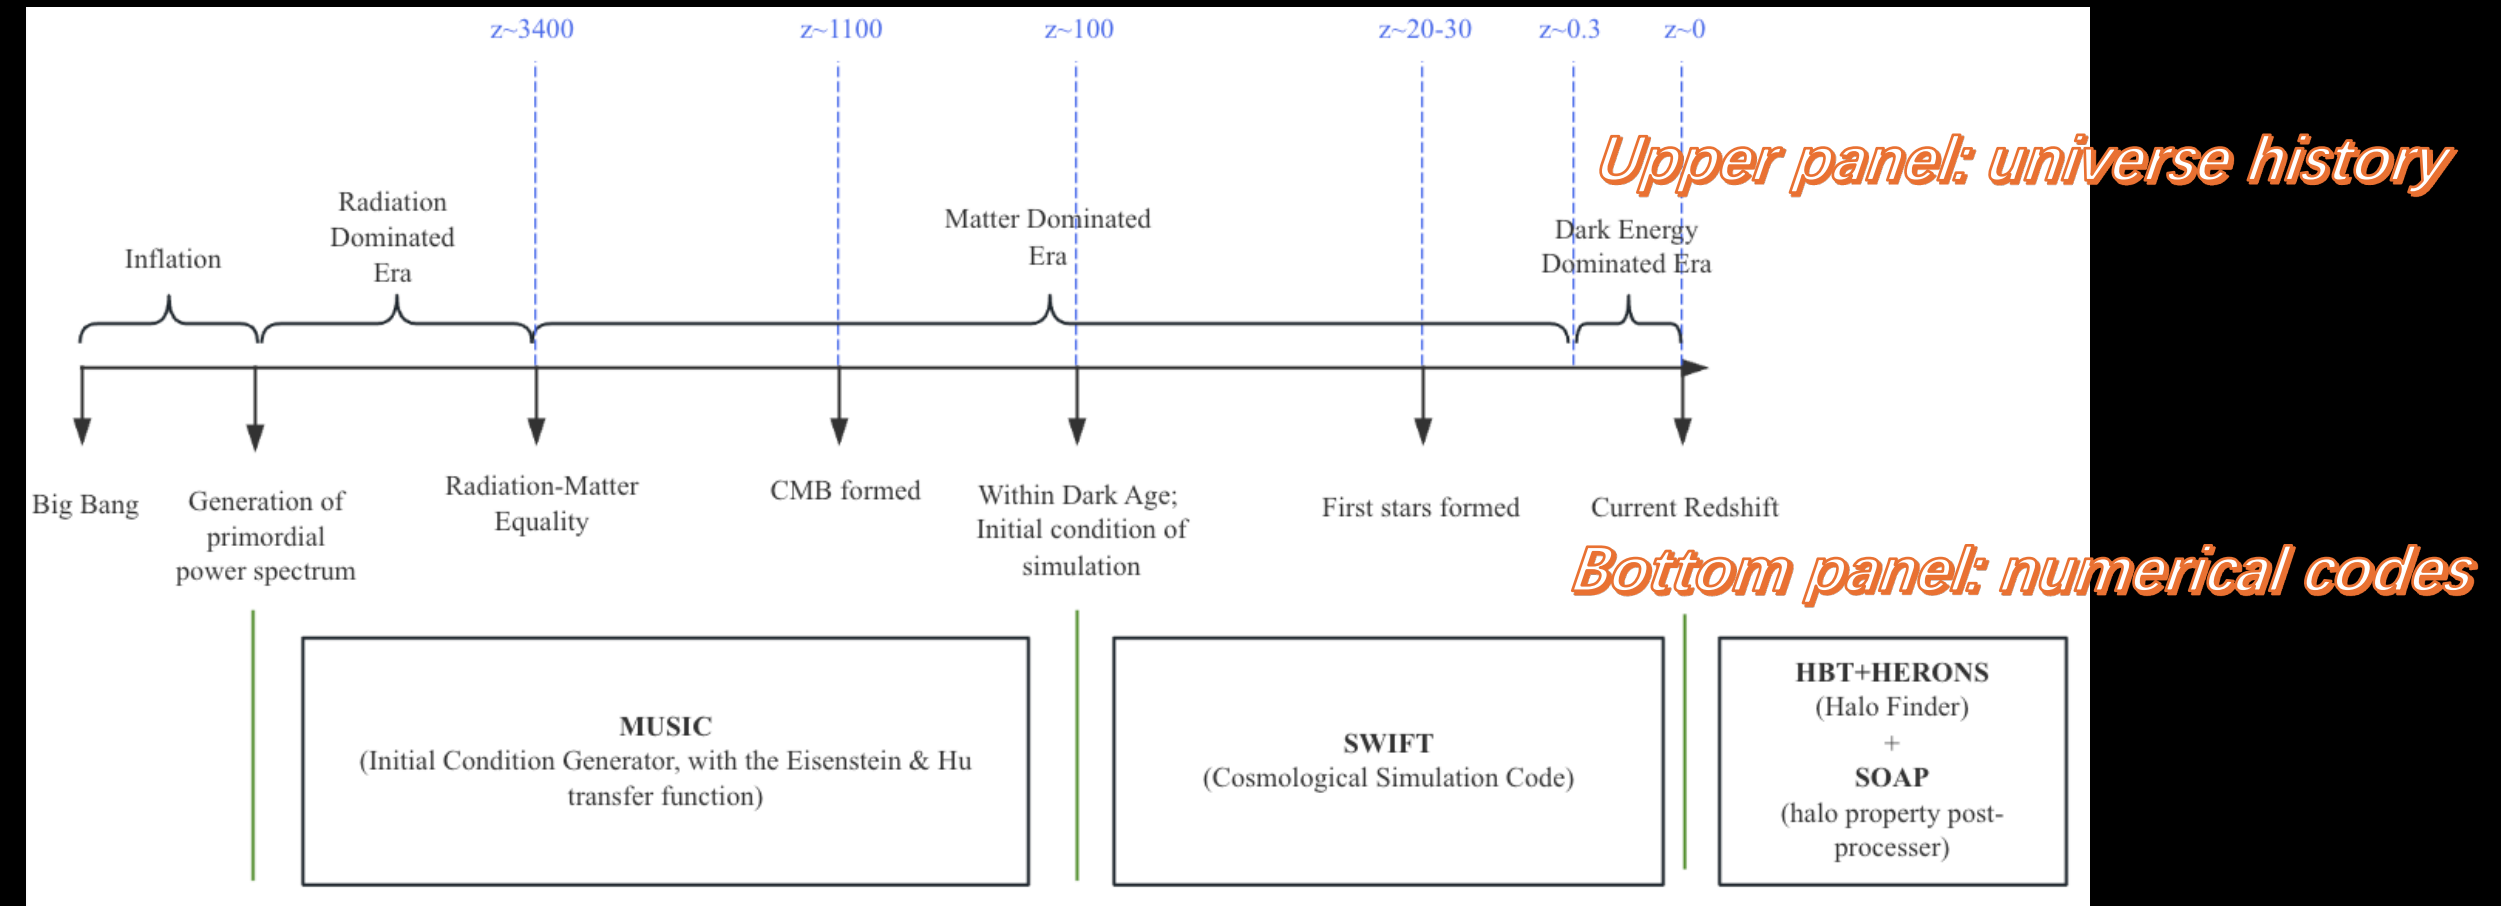 z~3400
z~1100
z~100
z~20-30
z~0.3
z~0
Upper panel: universe history
Inflation
Radiation
Dominated
Era
Matter Dominated
Era
Dark Energy
Dominated Era
Big Bang
Generation of
primordial
power spectrum
Radiation-Matter
Equality
CMB formed
Within Dark Age;
Initial condition of
simulation
First stars formed
Current Redshift
Bottom panel: numerical codes
MUSIC
(Initial Condition Generator, with the Eisenstein & Hu
transfer function)
SWIFT
(Cosmological Simulation Code)
HBT+HERONS
(Halo Finder)
+
SOAP
(halo property post-
processer)